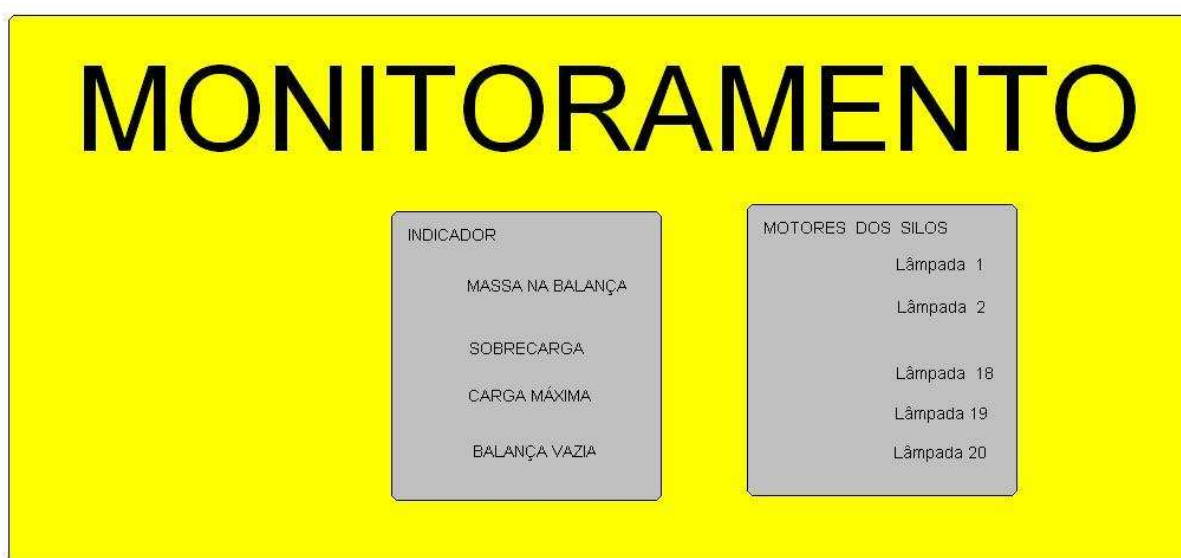 MONITORAMENTO
INDICADOR
MASSA NA BALANÇA
SOBRECARGA
CARGA MÁXIMA
BALANÇA VAZIA
MOTORES DOS SILOS
Lâmpada 1
Lâmpada 2
Lâmpada 18
Lâmpada 19
Lâmpada 20